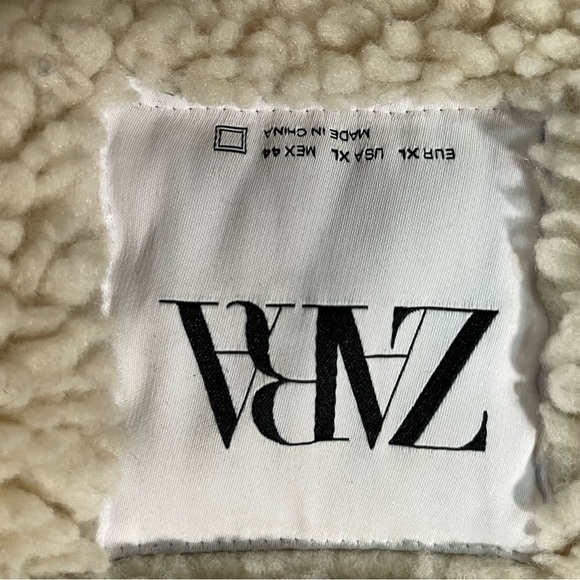 ZARA
EUR XL USA XL MEX 44
MADE IN CHINA